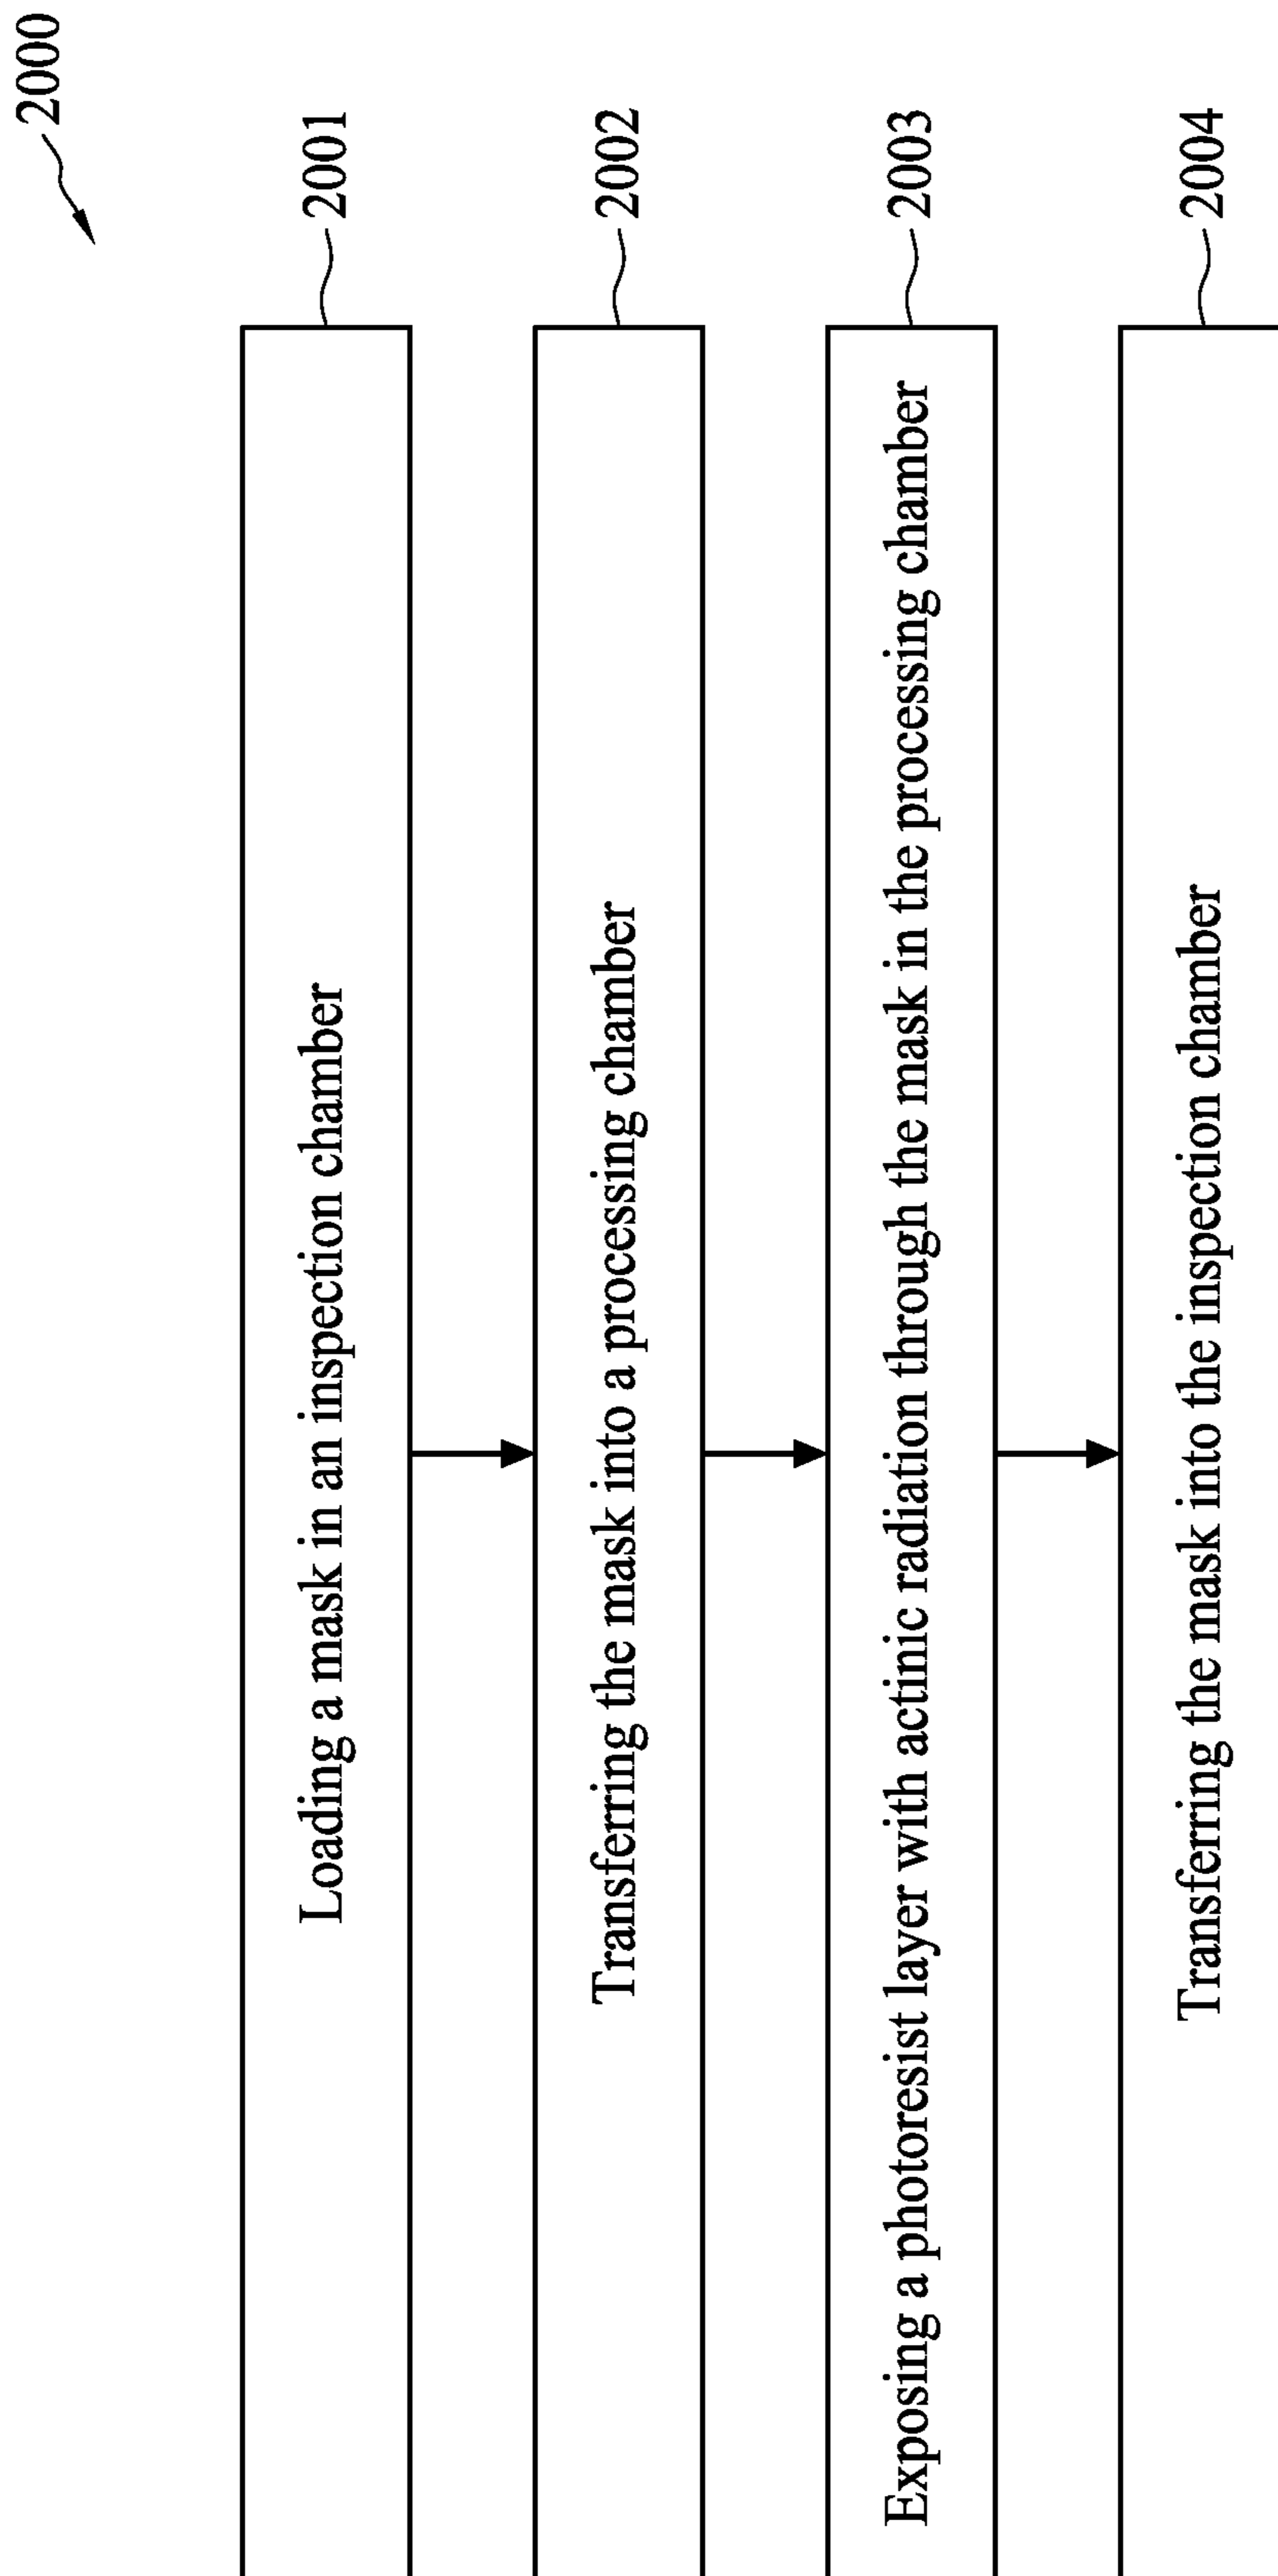 2000
Loading a mask in an inspection chamber
2001
Transferring the mask into a processing chamber
2002
Exposing a photoresist layer with actinic radiation through the mask in the processing chamber
2003
Transferring the mask into the inspection chamber
2004